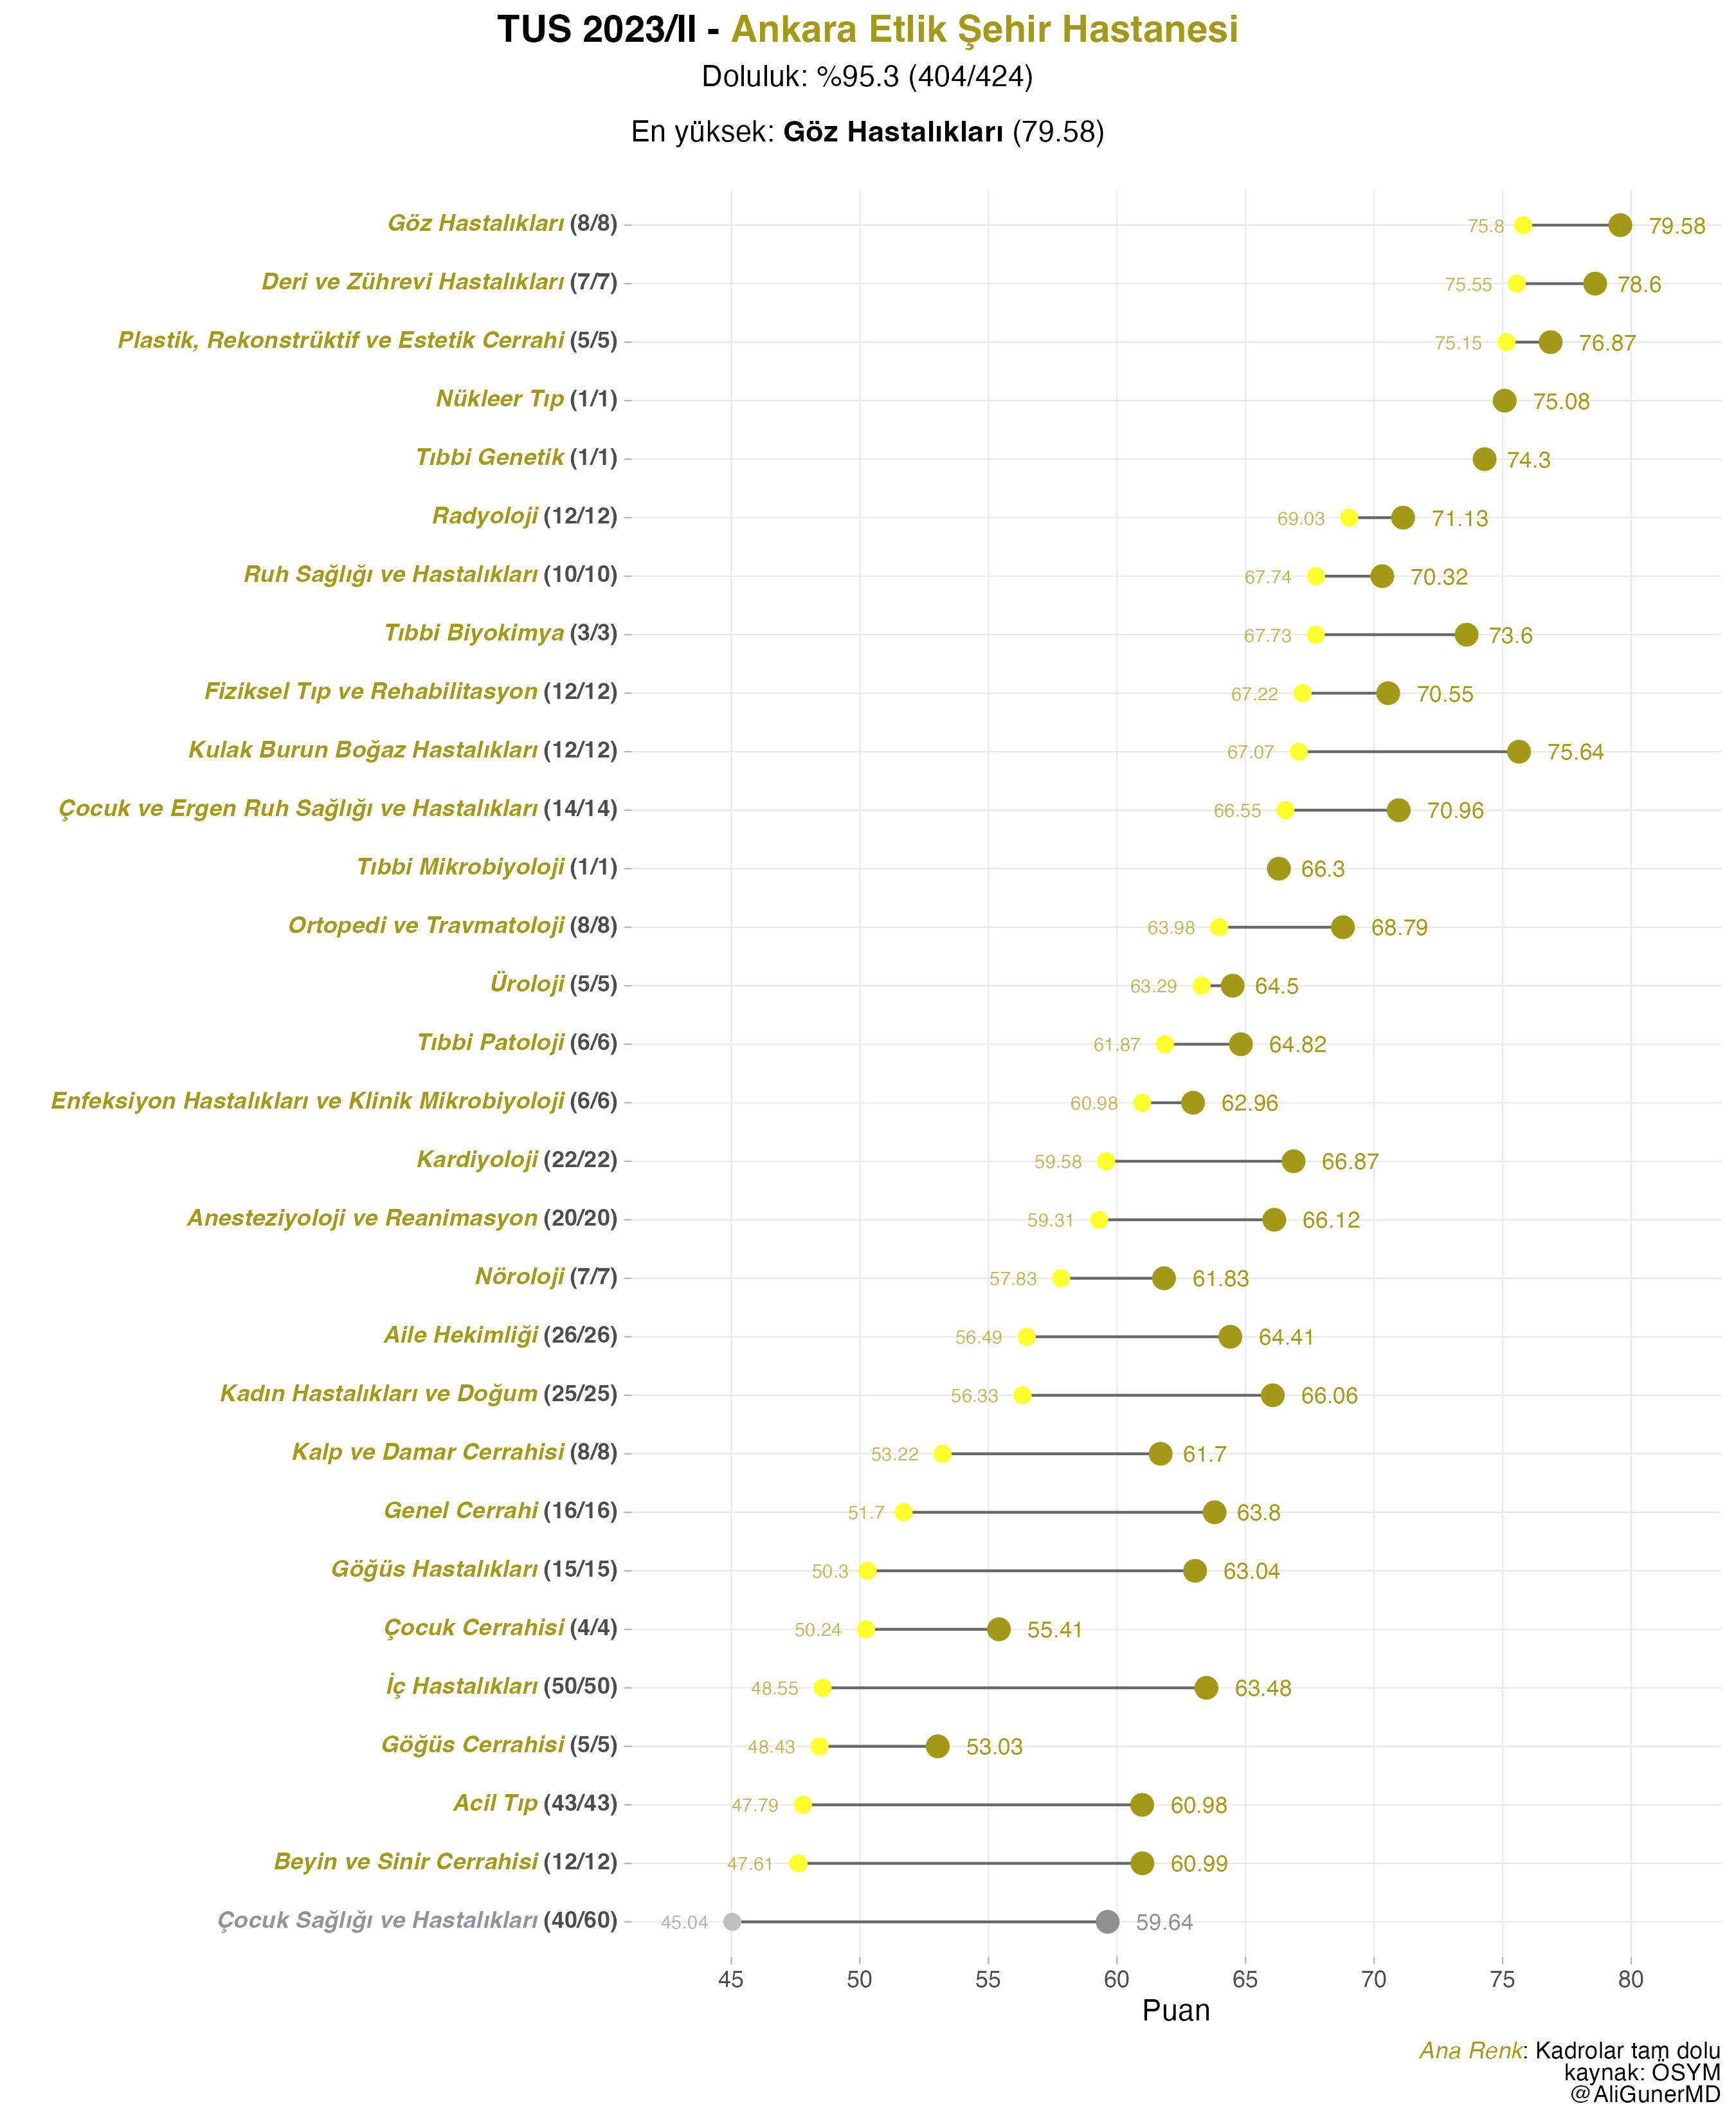 TUS 2023/II - Ankara Etlik Şehir Hastanesi
Doluluk: %95.3 (404/424)
En yüksek: Göz Hastalıkları (79.58)
Göz Hastalıkları (8/8) 75.8 79.58
Deri ve Zührevi Hastalıkları (7/7) 75.55 78.6
Plastik, Rekonstrüktif ve Estetik Cerrahi (5/5) 75.15 76.87
Nükleer Tıp (1/1) 75.08
Tıbbi Genetik (1/1) 74.3
Radyoloji (12/12) 69.03 71.13
Ruh Sağlığı ve Hastalıkları (10/10) 67.74 70.32
Tıbbi Biyokimya (3/3) 67.73 73.6
Fiziksel Tıp ve Rehabilitasyon (12/12) 67.22 70.55
Kulak Burun Boğaz Hastalıkları (12/12) 67.07 75.64
Çocuk ve Ergen Ruh Sağlığı ve Hastalıkları (14/14) 66.55 70.96
Tıbbi Mikrobiyoloji (1/1) 66.3
Ortopedi ve Travmatoloji (8/8) 63.98 68.79
Üroloji (5/5) 63.29 64.5
Tıbbi Patoloji (6/6) 61.87 64.82
Enfeksiyon Hastalıkları ve Klinik Mikrobiyoloji (6/6) 60.98 62.96
Kardiyoloji (22/22) 59.58 66.87
Anesteziyoloji ve Reanimasyon (20/20) 59.31 66.12
Nöroloji (7/7) 57.83 61.83
Aile Hekimliği (26/26) 56.49 64.41
Kadın Hastalıkları ve Doğum (25/25) 56.33 66.06
Kalp ve Damar Cerrahisi (8/8) 53.22 61.7
Genel Cerrahi (16/16) 51.7 63.8
Göğüs Hastalıkları (15/15) 50.3 63.04
Çocuk Cerrahisi (4/4) 50.24 55.41
İç Hastalıkları (50/50) 48.55 63.48
Göğüs Cerrahisi (5/5) 48.43 53.03
Acil Tıp (43/43) 47.79 60.98
Beyin ve Sinir Cerrahisi (12/12) 47.61 60.99
Çocuk Sağlığı ve Hastalıkları (40/60) 45.04 59.64
45 50 55 60 65 70 75 80
Puan
Ana Renk: Kadrolar tam dolu
kaynak: ÖSYM
@AliGunerMD